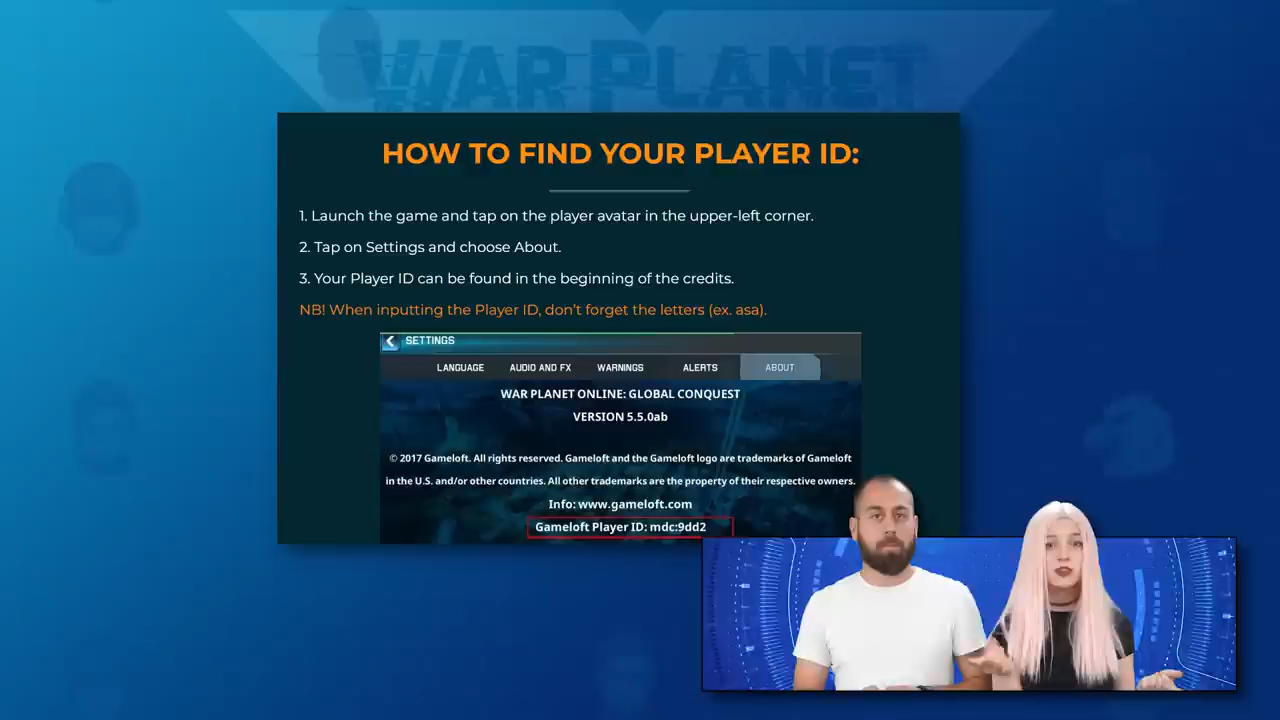 WAR PLANET
HOW TO FIND YOUR PLAYER ID:
1. Launch the game and tap on the player avatar in the upper-left corner.
2. Tap on Settings and choose About.
3. Your Player ID can be found in the beginning of the credits.
NB! When inputting the Player ID, don't forget the letters (ex. asa).
SETTINGS
LANGUAGE AUDIO AND FX WARNINGS ALERTS ABOUT
WAR PLANET ONLINE: GLOBAL CONQUEST
VERSION 5.5.0ab
© 2017 Gameloft. All rights reserved. Gameloft and the Gameloft logo are trademarks of Gameloft
in the U.S. and/or other countries. All other trademarks are the property of their respective owners.
Info: www.gameloft.com
Gameloft Player ID: mdc:9dd2